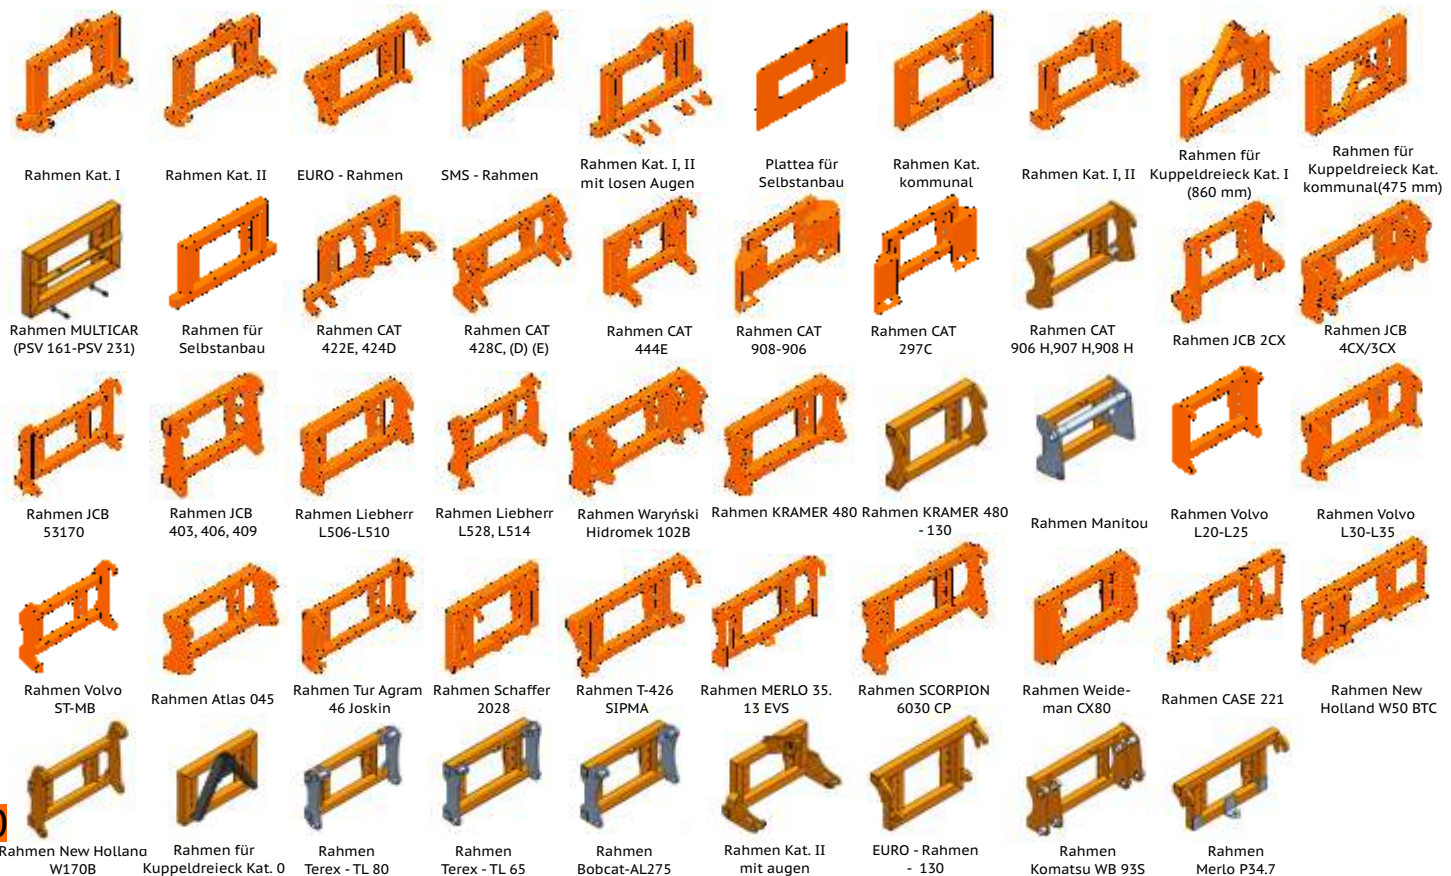 Rahmen Kat. I
Rahmen Kat. II
EURO - Rahmen
SMS - Rahmen
Rahmen Kat. I, II
mit losen Augen
Plattea für
Selbstanbau
Rahmen Kat.
kommunal
Rahmen Kat. I, II
Rahmen für
Kuppeldreieck Kat. I
(860 mm)
Rahmen für
Kuppeldreieck Kat.
kommunal(475 mm)
Rahmen MULTICAR
(PSV 161-PSV 231)
Rahmen für
Selbstanbau
Rahmen CAT
422E, 424D
Rahmen CAT
428C, (D) (E)
Rahmen CAT
444E
Rahmen CAT
908-906
Rahmen CAT
297C
Rahmen CAT
906 H,907 H,908 H
Rahmen JCB 2CX
Rahmen JCB
4CX/3CX
Rahmen JCB
53170
Rahmen JCB
403, 406, 409
Rahmen Liebherr
L506-L510
Rahmen Liebherr
L528, L514
Rahmen Waryński
Hidromek 102B
Rahmen KRAMER 480
Rahmen KRAMER 480
- 130
Rahmen Manitou
Rahmen Volvo
L20-L25
Rahmen Volvo
L30-L35
Rahmen Volvo
ST-MB
Rahmen Atlas 045
Rahmen Tur Agram
46 Joskin
Rahmen Schaffer
2028
Rahmen T-426
SIPMA
Rahmen MERLO 35.
13 EVS
Rahmen SCORPION
6030 CP
Rahmen Weide-
man CX80
Rahmen CASE 221
Rahmen New
Holland W50 BTC
Rahmen New Holland
W170B
Rahmen für
Kuppeldreieck Kat. 0
Rahmen
Terex - TL 80
Rahmen
Terex - TL 65
Rahmen
Bobcat-AL275
Rahmen Kat. II
mit augen
EURO - Rahmen
- 130
Rahmen
Komatsu WB 93S
Rahmen
Merlo P34.7